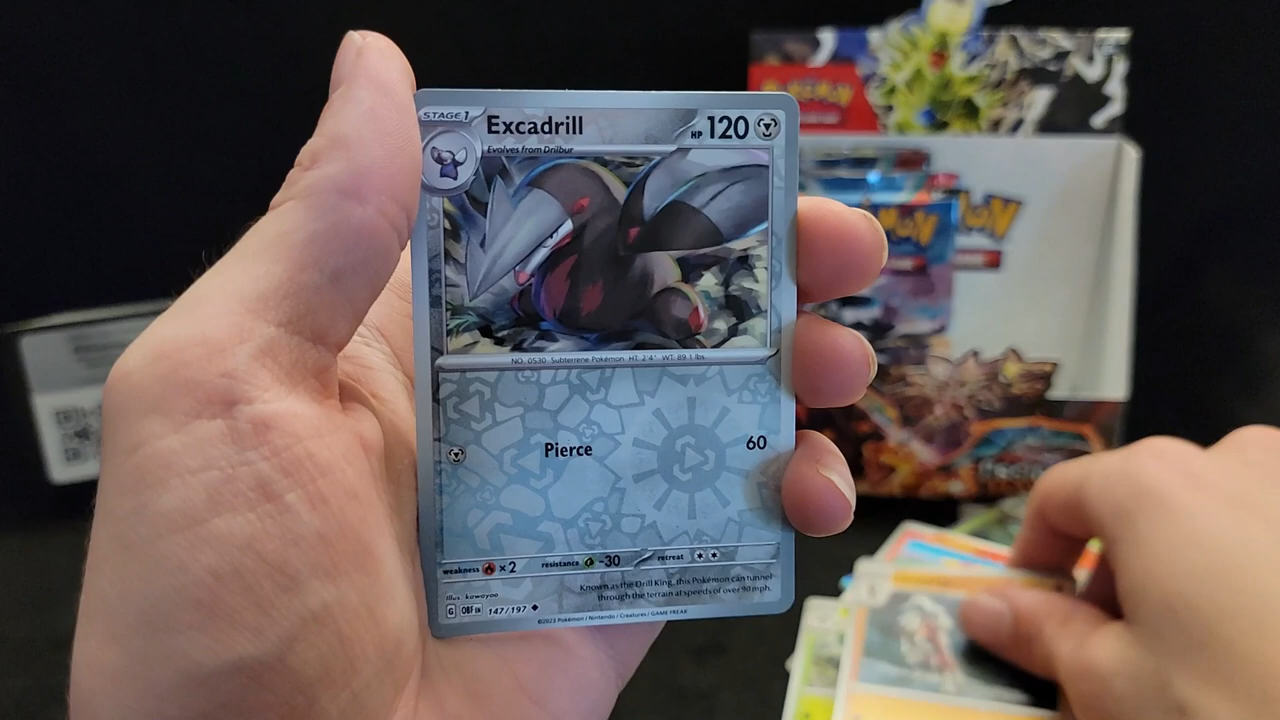 STAGE 1
Excadrill
HP 120
Evolves from Drilbur
NO. 0530 Subterrene Pokémon HT: 2'4" WT: 89.1 lbs.
Pierce 60
weakness ×2 resistance -30 retreat
Known as the Drill King, this Pokémon can tunnel
through the terrain at speeds of over 90 mph.
Illus. kawayoo
G OBF EN 147/197
©2023 Pokémon / Nintendo / Creatures / GAME FREAK
POKÉMON